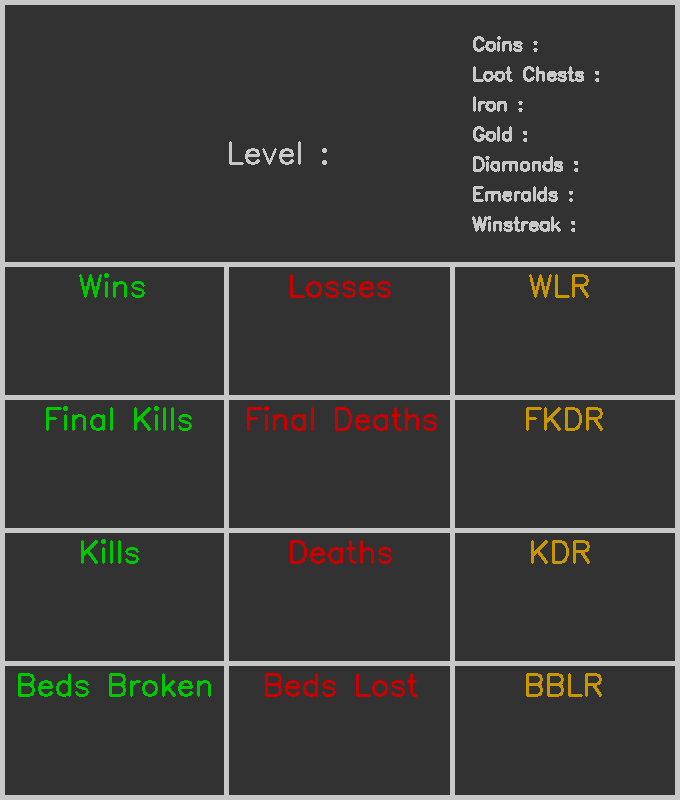 Coins :
Loot Chests :
Iron :
Gold :
Diamonds :
Emeralds :
Winstreak :
Level :
Wins
Losses
WLR
Final Kills
Final Deaths
FKDR
Kills
Deaths
KDR
Beds Broken
Beds Lost
BBLR